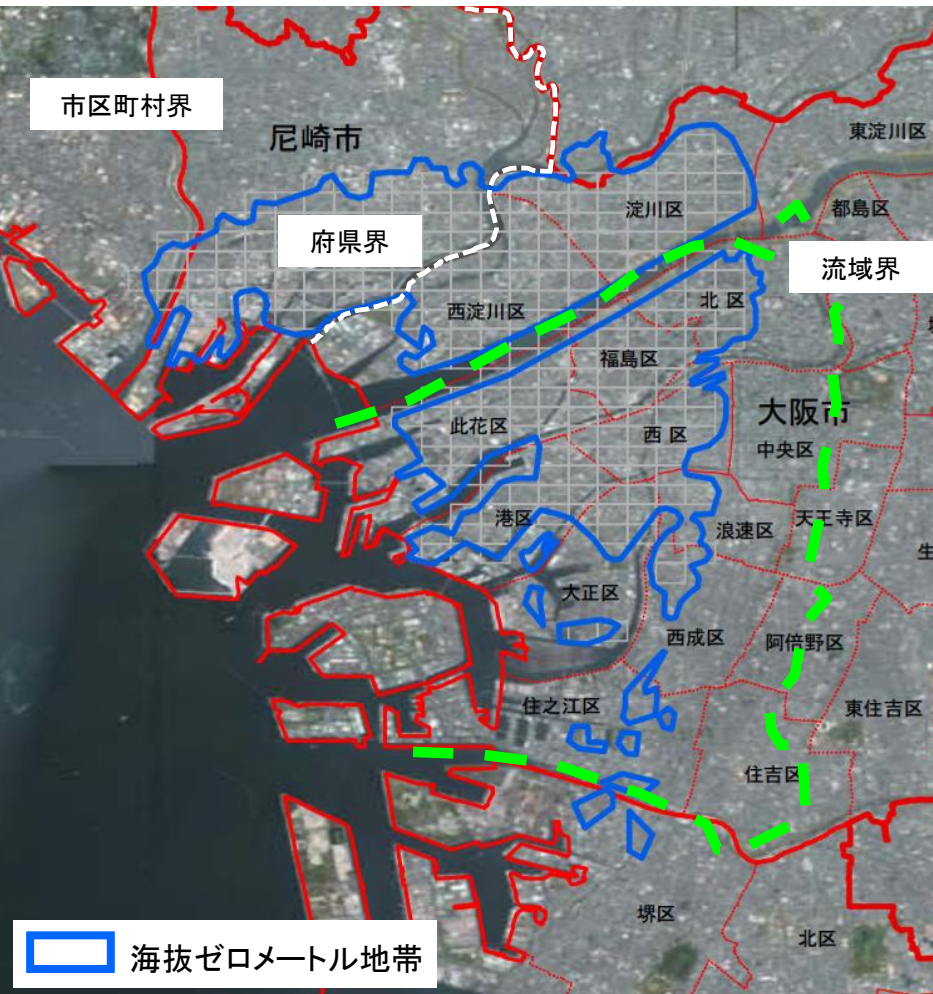 市区町村界
尼崎市
東淀川区
淀川区
都島区
府県界
流域界
西淀川区
北 区
福島区
大阪市
此花区
西 区
中央区
港区
浪速区
天王寺区
生
大正区
西成区
阿倍野区
住之江区
東住吉区
住吉区
堺区
北区
海抜ゼロメートル地帯